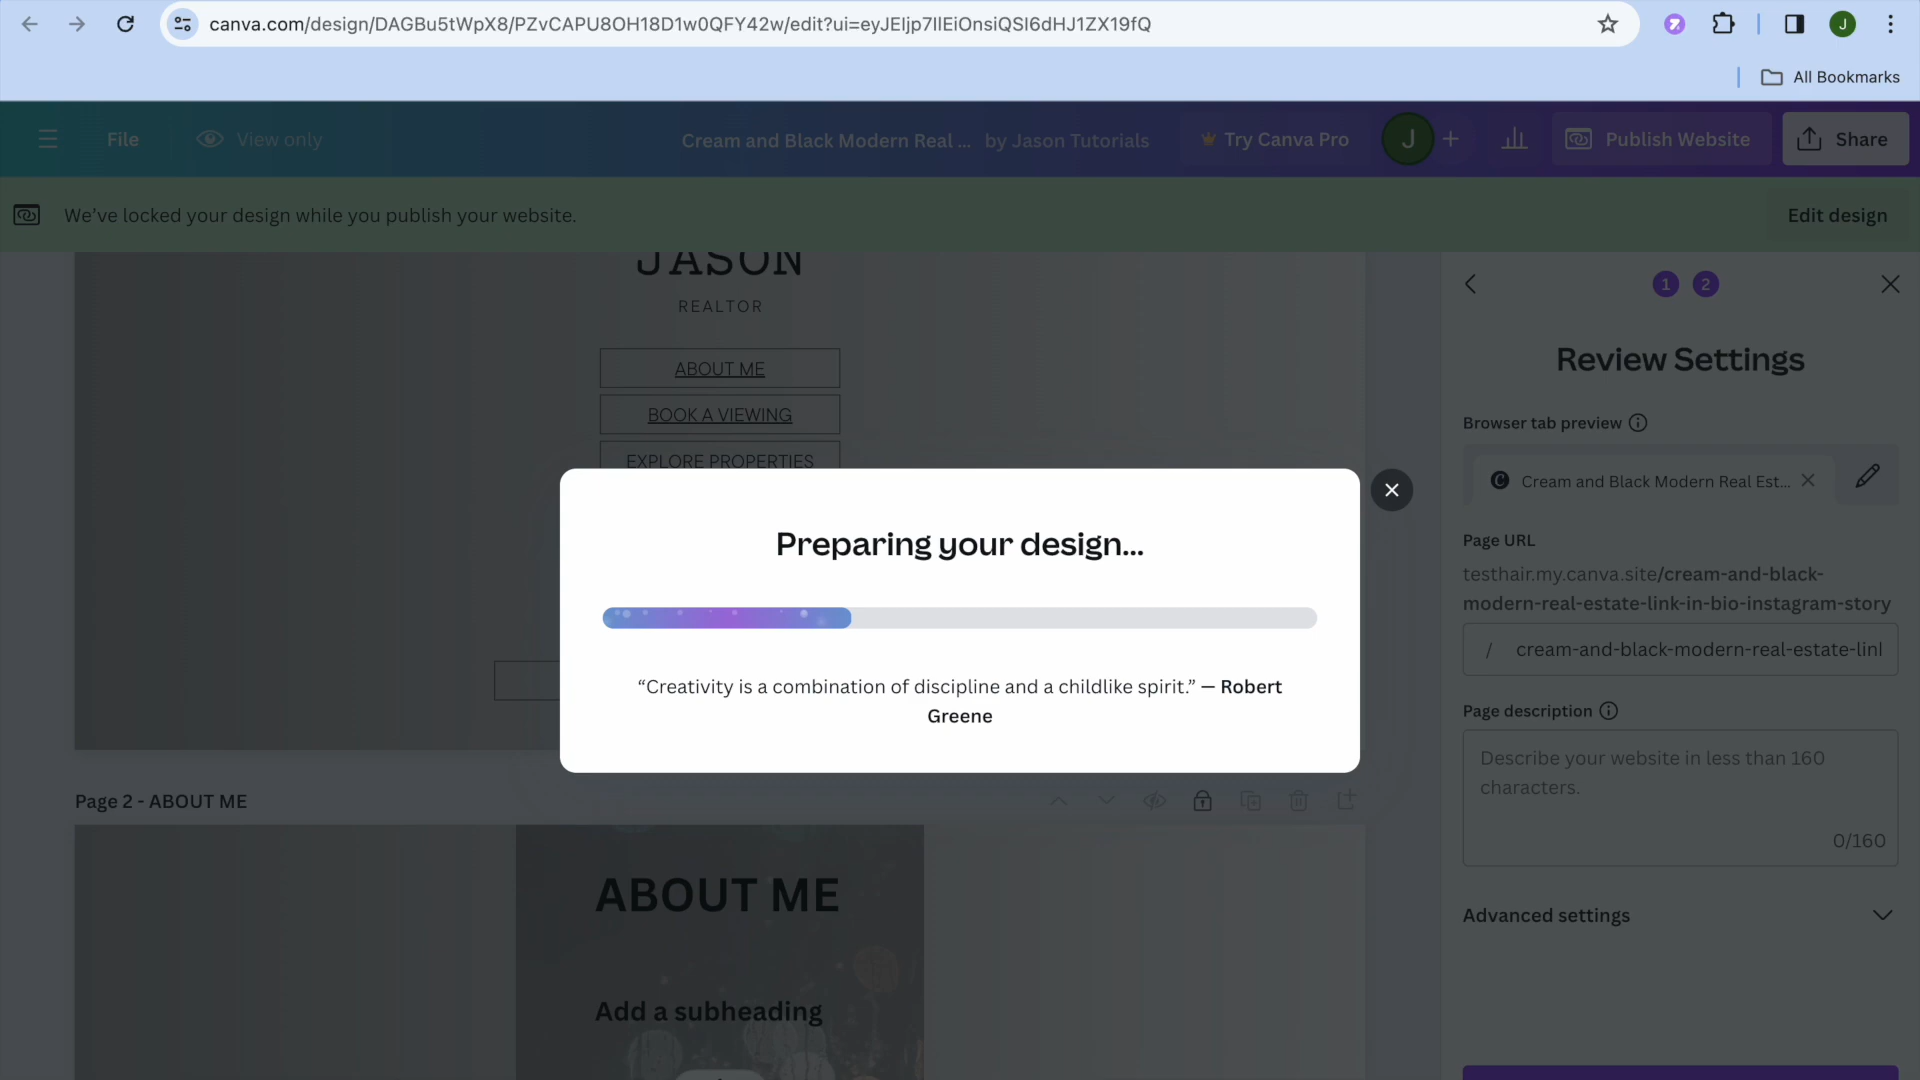 canva.com/design/DAGBu5tWpX8/PZvCAPU8OH18D1w0QFY42w/edit?ui=eyJEIjp7IlEiOnsiQSI6dHJ1ZX19fQ
J
All Bookmarks
File
View only
Cream and Black Modern Real ... by Jason Tutorials
Try Canva Pro
J
Publish Website
Share
We've locked your design while you publish your website.
Edit design
JASON
REALTOR
ABOUT ME
BOOK A VIEWING
EXPLORE PROPERTIES
1 2
Review Settings
Browser tab preview
Cream and Black Modern Real Est...
Page URL
testhair.my.canva.site/cream-and-black-
modern-real-estate-link-in-bio-instagram-story
/ cream-and-black-modern-real-estate-linl
Page description
Describe your website in less than 160
characters.
0/160
Advanced settings
Preparing your design...
“Creativity is a combination of discipline and a childlike spirit.” — Robert
Greene
Page 2 - ABOUT ME
ABOUT ME
Add a subheading